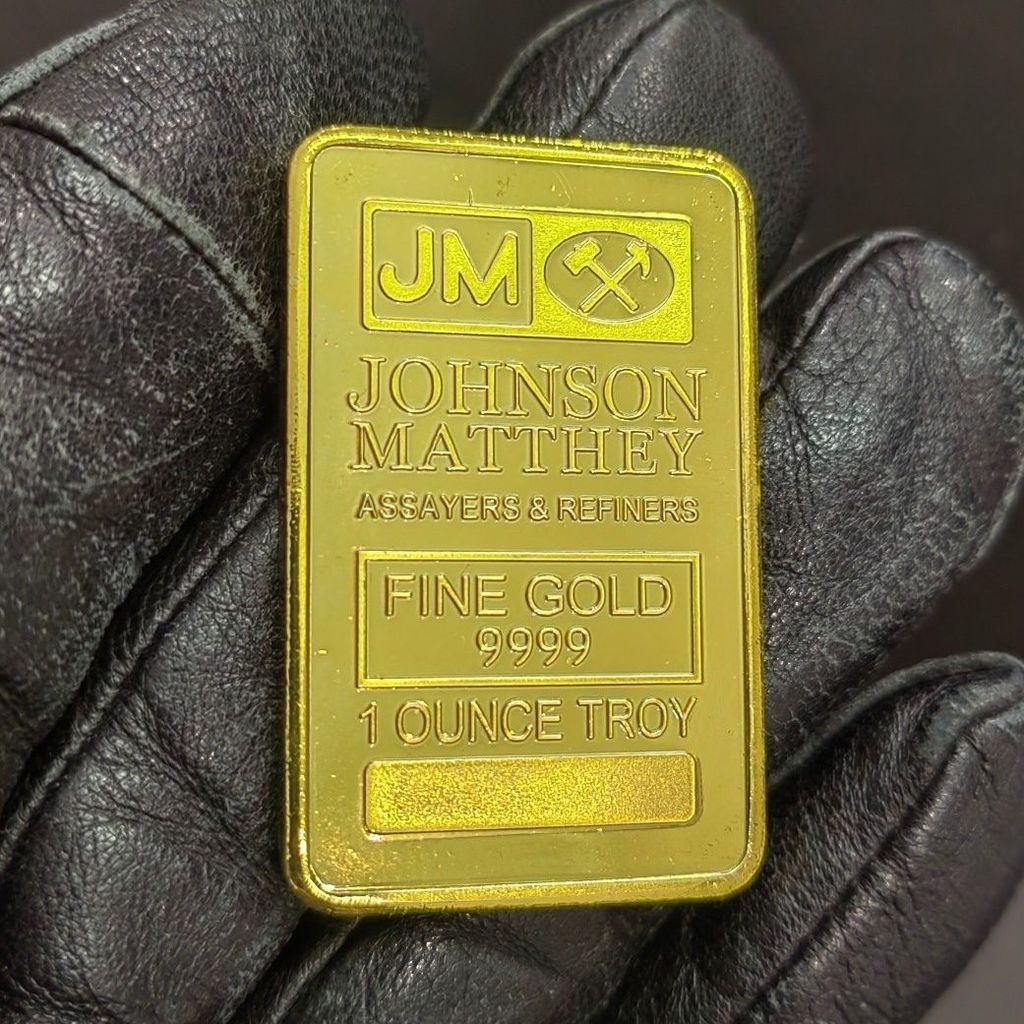 JM
JOHNSON
MATTHEY
ASSAYERS & REFINERS
FINE GOLD
9999
1 OUNCE TROY